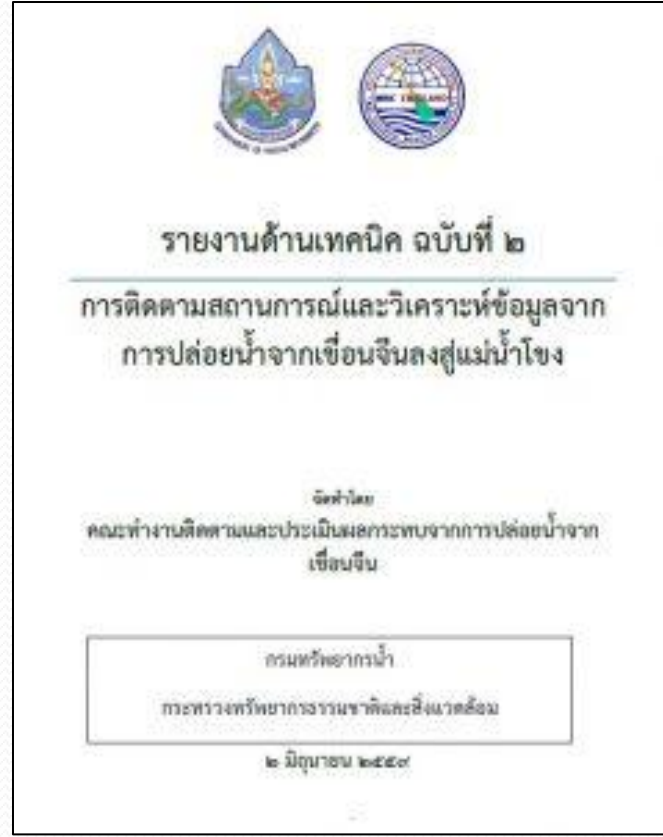 รายงานด้านเทคนิค ฉบับที่ ๒
การติดตามสถานการณ์และวิเคราะห์ข้อมูลจาก
การปล่อยน้ำจากเขื่อนจีนลงสู่แม่น้ำโขง
จัดทำโดย
คณะทำงานติดตามและประเมินผลกระทบจากการปล่อยน้ำจาก
เขื่อนจีน
กรมทรัพยากรน้ำ
กระทรวงทรัพยากรธรรมชาติและสิ่งแวดล้อม
๒ มิถุนายน ๒๕๕๙